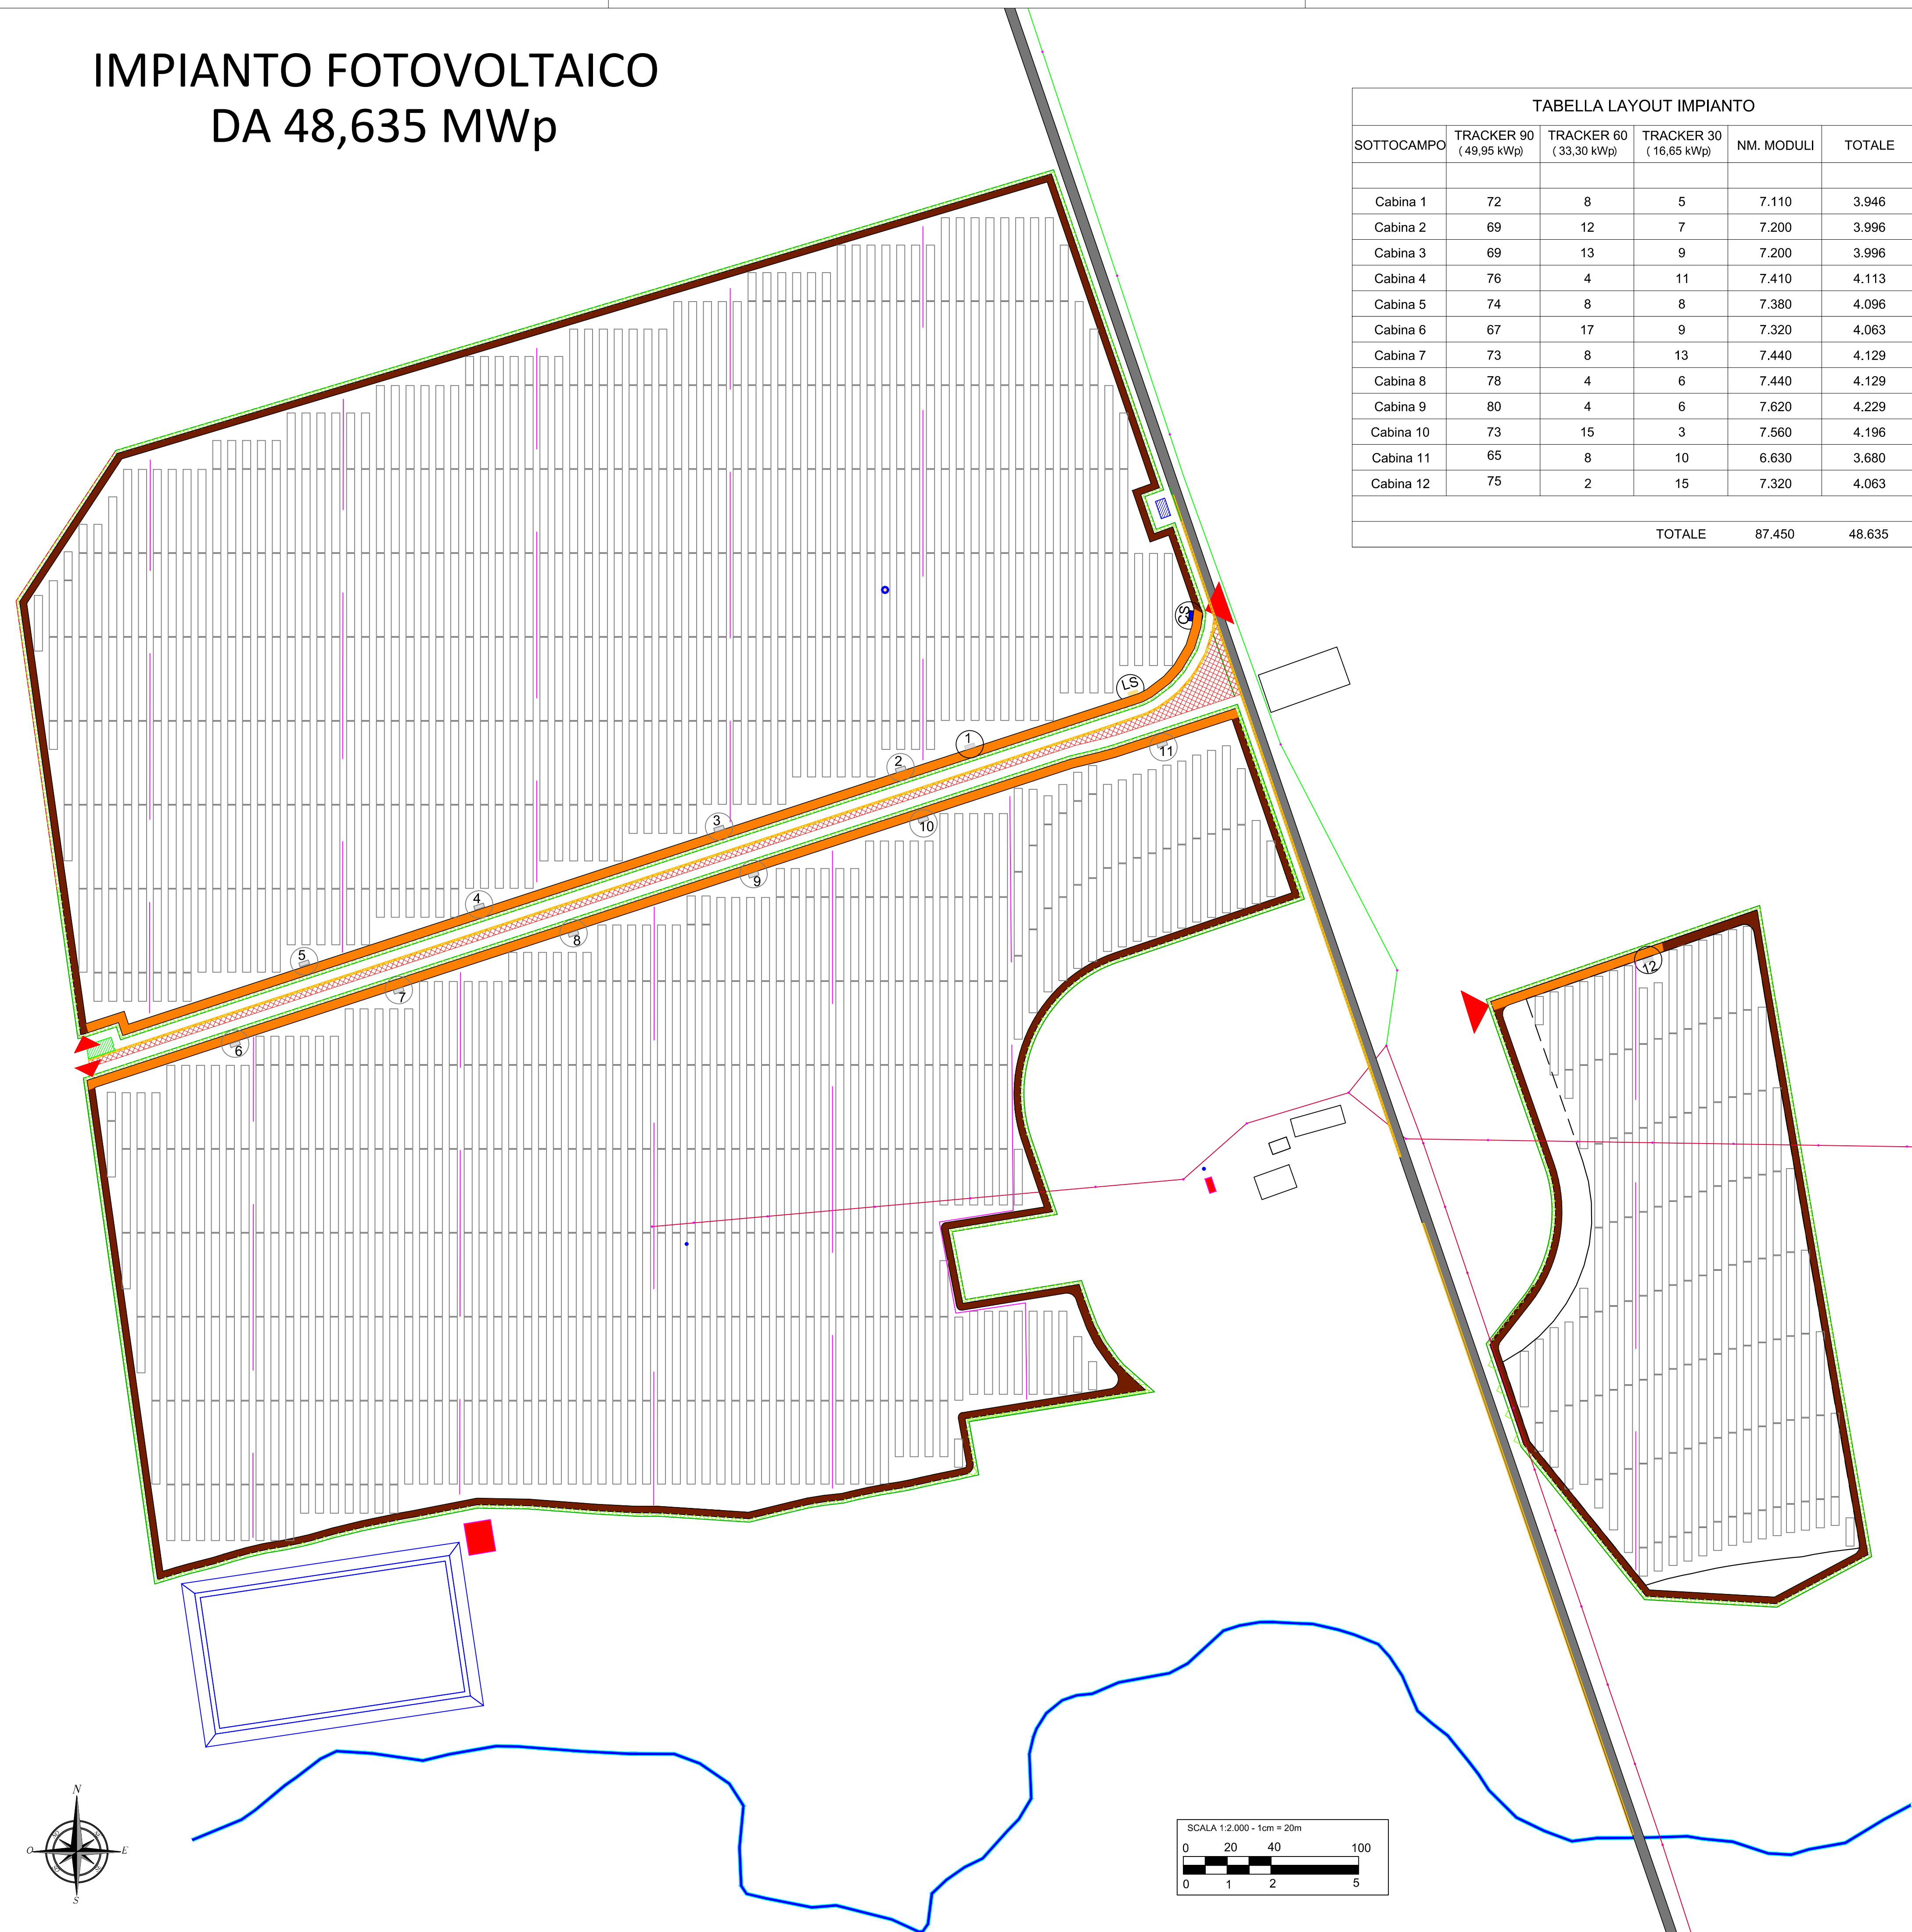 IMPIANTO FOTOVOLTAICO
DA 48,635 MWp
TABELLA LAYOUT IMPIANTO
SOTTOCAMPO TRACKER 90 (49,95 kWp) TRACKER 60 (33,30 kWp) TRACKER 30 (16,65 kWp) NM. MODULI TOTALE
Cabina 1 72 8 5 7.110 3.946
Cabina 2 69 12 7 7.200 3.996
Cabina 3 69 13 9 7.200 3.996
Cabina 4 76 4 11 7.410 4.113
Cabina 5 74 8 8 7.380 4.096
Cabina 6 67 17 9 7.320 4.063
Cabina 7 73 8 13 7.440 4.129
Cabina 8 78 4 6 7.440 4.129
Cabina 9 80 4 6 7.620 4.229
Cabina 10 73 15 3 7.560 4.196
Cabina 11 65 8 10 6.630 3.680
Cabina 12 75 2 15 7.320 4.063
TOTALE 87.450 48.635
CS
LS
1
2
11
3
10
9
4
8
5
7
6
12
N
O
E
S
SCALA 1:2.000 - 1cm = 20m
0 20 40 100
0 1 2 5